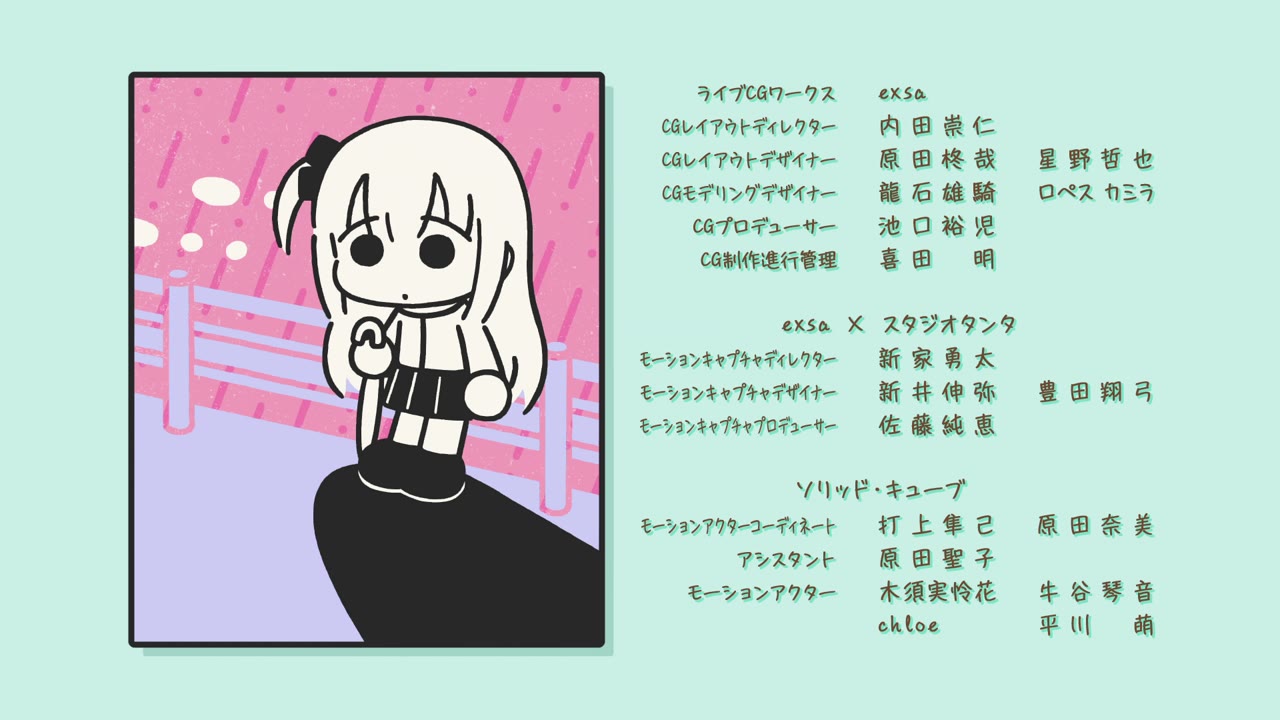 ライブCGワークス exsa
CGレイアウトディレクター 内田崇仁
CGレイアウトデザイナー 原田柊哉 星野哲也
CGモデリングデザイナー 龍石雄騎 ロペス カミラ
CGプロデューサー 池口裕児
CG制作進行管理 喜田 明
exsa × スタジオタンタ
モーションキャプチャディレクター 新家勇太
モーションキャプチャデザイナー 新井伸弥 豊田翔弓
モーションキャプチャプロデューサー 佐藤純恵
ソリッド・キューブ
モーションアクターコーディネート 打上隼己 原田奈美
アシスタント 原田聖子
モーションアクター 木須実怜花 牛谷琴音
chloe 平川 萌